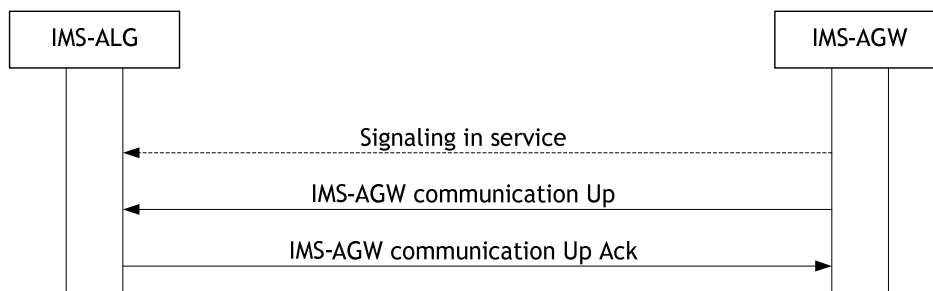 IMS-ALG
IMS-AGW
Signaling in service
IMS-AGW communication Up
IMS-AGW communication Up Ack